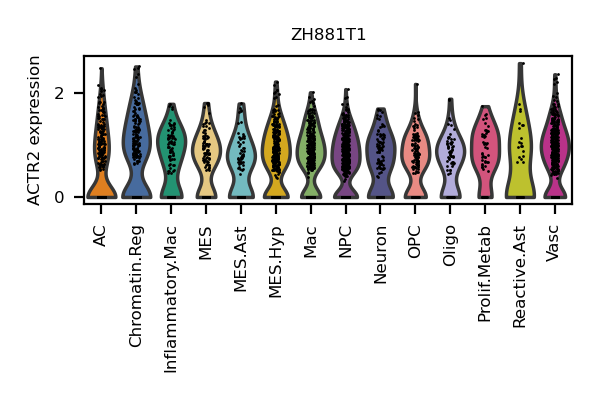 ZH881T1
ACTR2 expression
2
0
AC
Chromatin.Reg
Inflammatory.Mac
MES
MES.Ast
MES.Hyp
Mac
NPC
Neuron
OPC
Oligo
Prolif.Metab
Reactive.Ast
Vasc